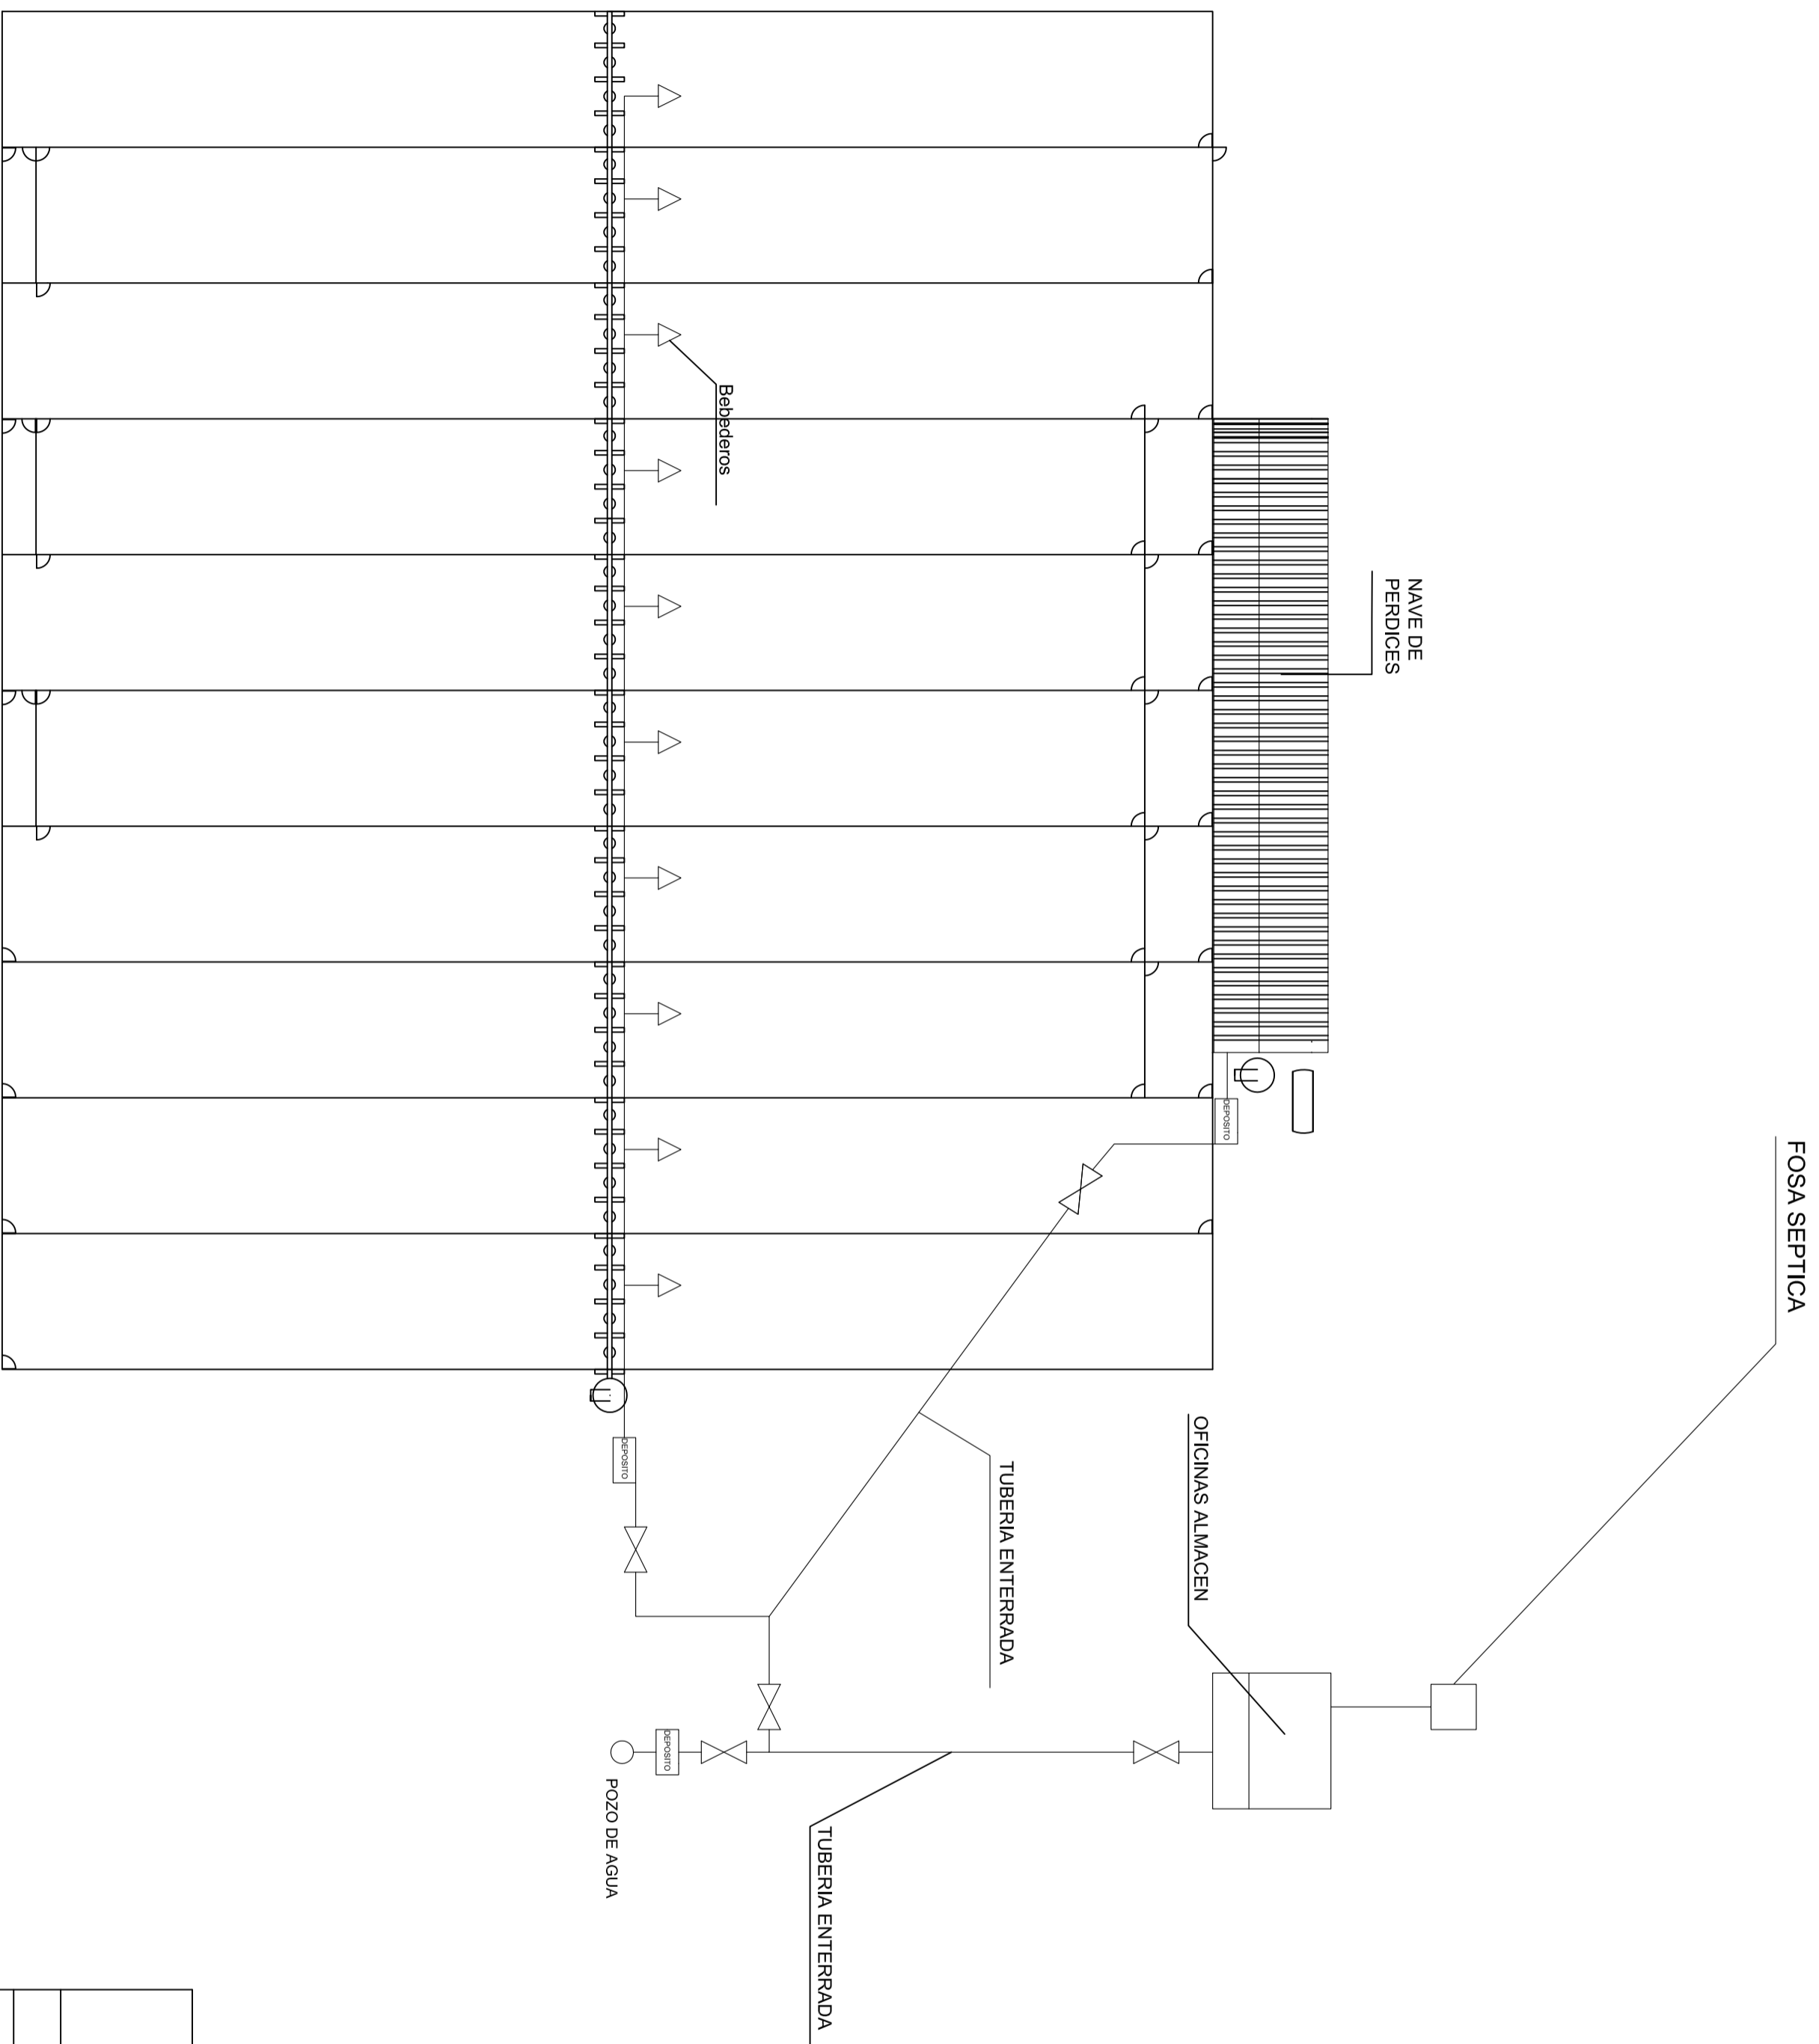 FOSA SEPTICA
NAVE DE
PERDICES
Bebederos
DEPOSITO
OFICINAS ALMACEN
TUBERIA ENTERRADA
DEPOSITO
DEPOSITO
POZO DE AGUA
TUBERIA ENTERRADA